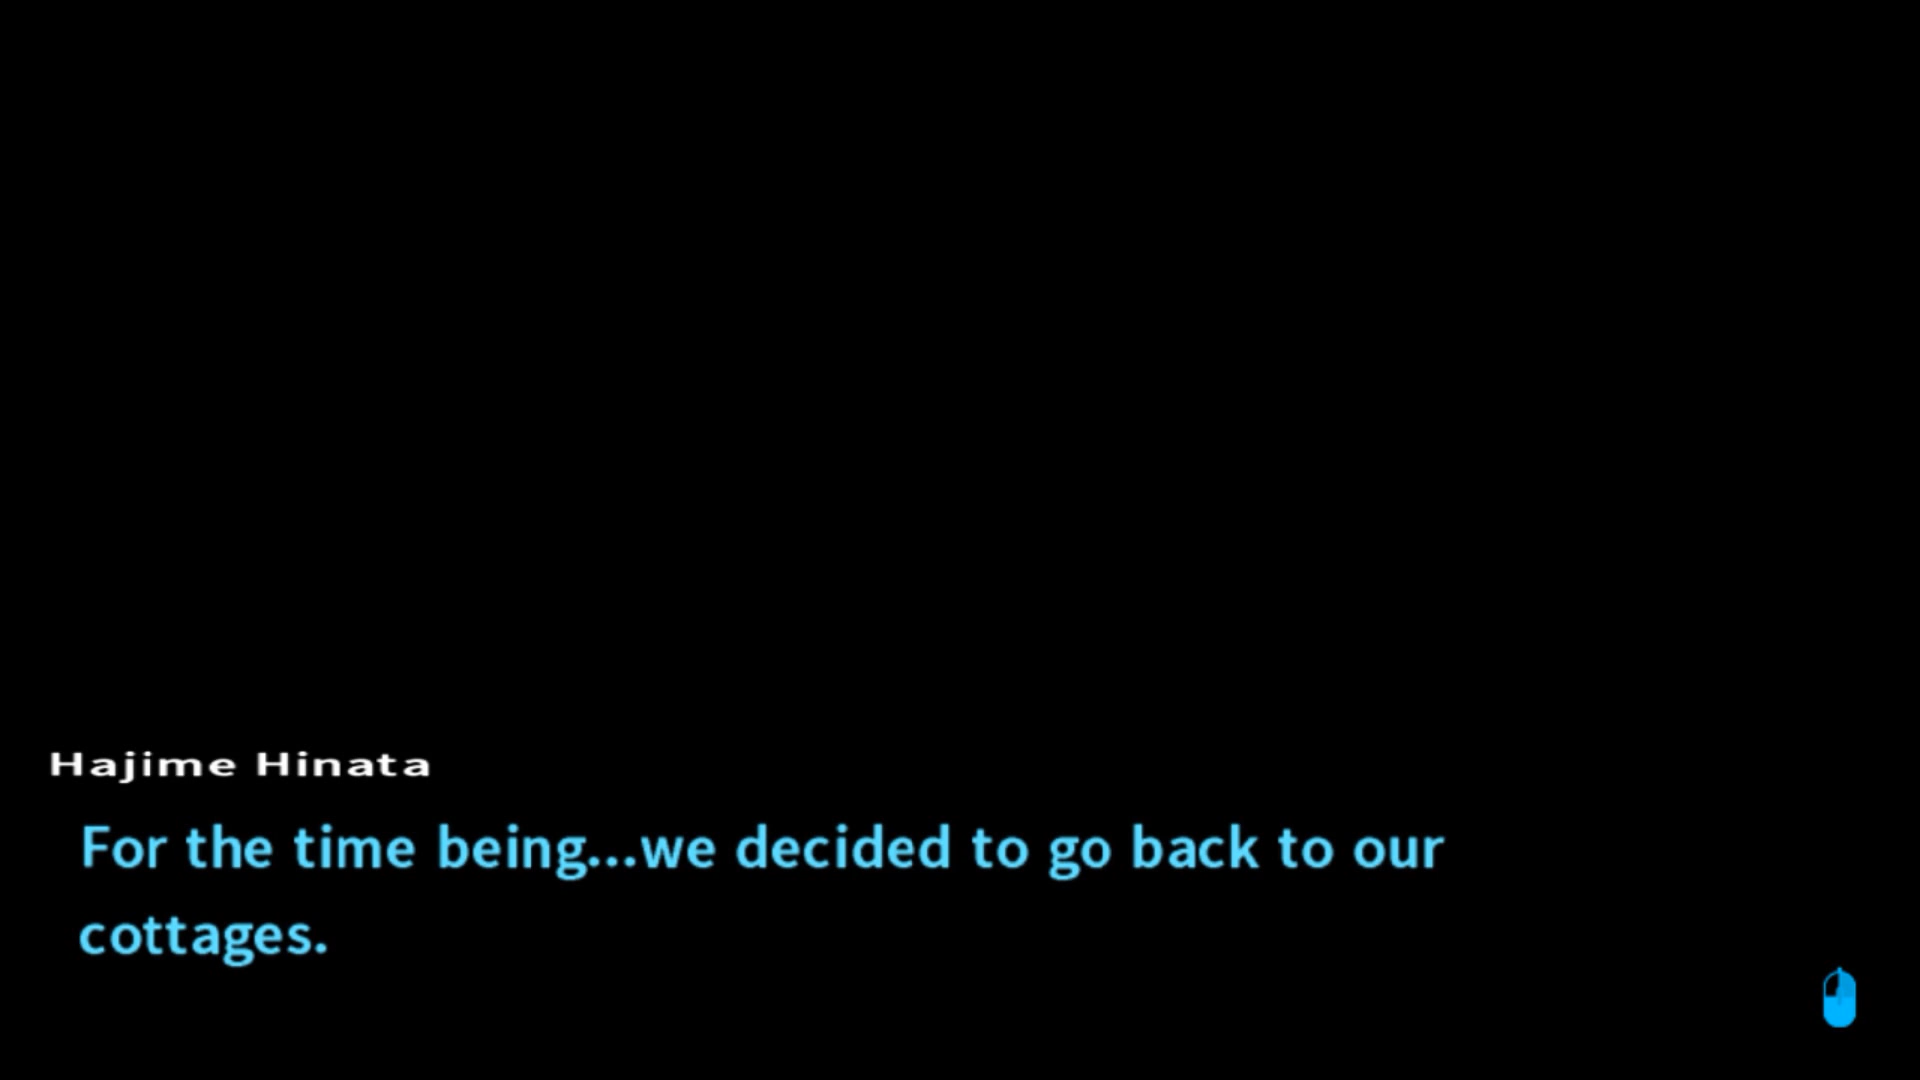 Hajime Hinata
For the time being...we decided to go back to our
cottages.